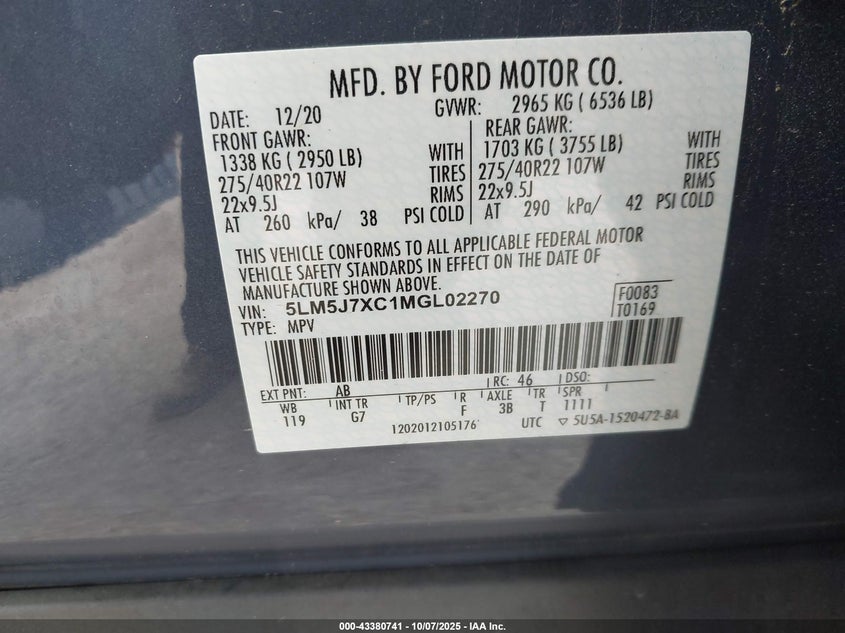 MFD. BY FORD MOTOR CO.
DATE: 12/20 GVWR: 2965 KG ( 6536 LB)
FRONT GAWR: REAR GAWR:
1338 KG ( 2950 LB) WITH 1703 KG ( 3755 LB) WITH
275/40R22 107W TIRES 275/40R22 107W TIRES
22x9.5J RIMS 22x9.5J RIMS
AT 260 kPa/ 38 PSI COLD AT 290 kPa/ 42 PSI COLD
THIS VEHICLE CONFORMS TO ALL APPLICABLE FEDERAL MOTOR
VEHICLE SAFETY STANDARDS IN EFFECT ON THE DATE OF
MANUFACTURE SHOWN ABOVE.
VIN: 5LM5J7XC1MGL02270 F0083
TYPE: MPV T0169
EXT PNT: AB RC: 46 DSO:
WB INT TR TP/PS R AXLE TR SPR
119 G7 F 3B T 1111
1202012105176 UTC ▽ 5U5A-1520472-BA
000-43380741 - 10/07/2025 - IAA Inc.